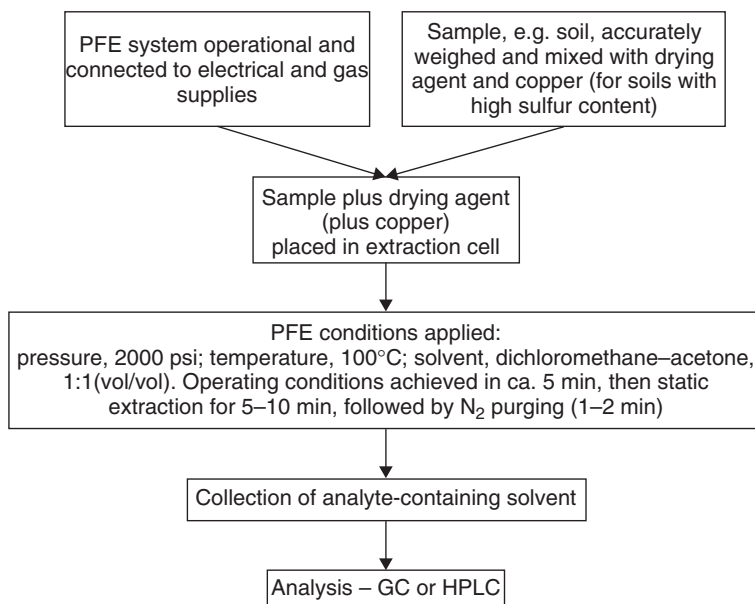 PFE system operational and
connected to electrical and gas
supplies
Sample, e.g. soil, accurately
weighed and mixed with drying
agent and copper (for soils with
high sulfur content)
Sample plus drying agent
(plus copper)
placed in extraction cell
PFE conditions applied:
pressure, 2000 psi; temperature, 100°C; solvent, dichloromethane–acetone,
1:1(vol/vol). Operating conditions achieved in ca. 5 min, then static
extraction for 5–10 min, followed by N₂ purging (1–2 min)
Collection of analyte-containing solvent
Analysis – GC or HPLC